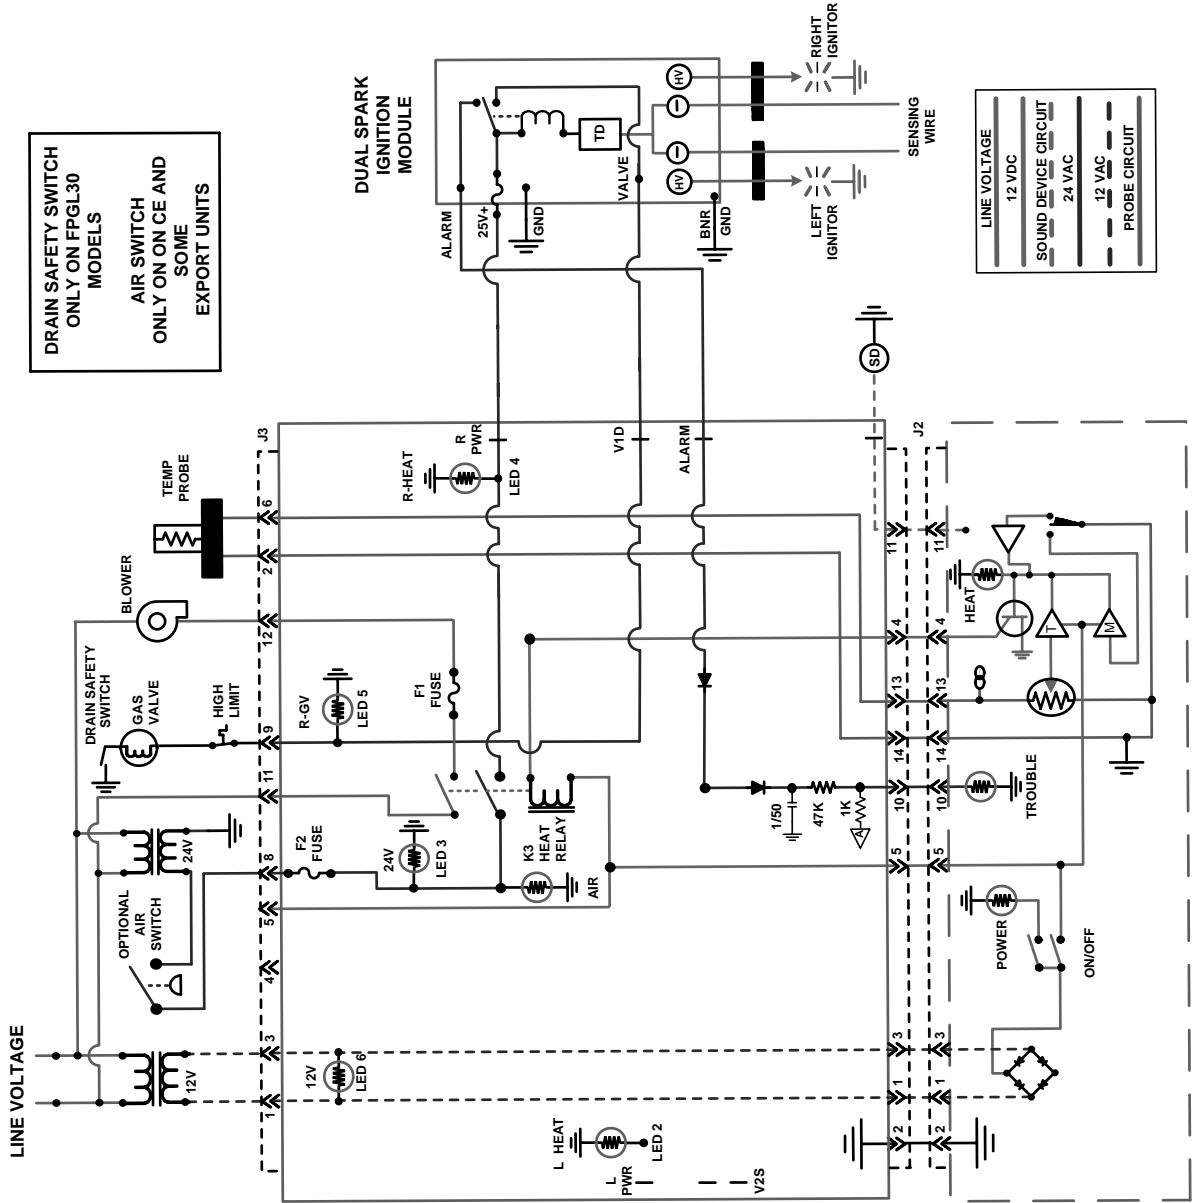 DRAIN SAFETY SWITCH
ONLY ON FPGL30
MODELS
AIR SWITCH
ONLY ON ON CE AND
SOME
EXPORT UNITS
DUAL SPARK
IGNITION
MODULE
ALARM
25V+
GND
TD
VALVE
HV
I
I
HV
BNR
GND
RIGHT
IGNITOR
LEFT
IGNITOR
SENSING
WIRE
LINE VOLTAGE
12 VDC
SOUND DEVICE CIRCUIT
24 VAC
12 VAC
PROBE CIRCUIT
LINE VOLTAGE
12V
24V
OPTIONAL
AIR
SWITCH
DRAIN SAFETY
SWITCH
GAS
VALVE
HIGH
LIMIT
BLOWER
TEMP
PROBE
J3
1
3
4
5
8
11
9
12
2
6
12V
LED 6
F2
FUSE
24V
LED 3
R-GV
LED 5
F1
FUSE
K3
HEAT
RELAY
AIR
R-HEAT
LED 4
R
PWR
V1D
ALARM
L HEAT
LED 2
L
PWR
V2S
1/50
47K
1K
A
SD
J2
2
1
3
5
10
14
13
4
11
2
1
3
5
10
14
13
4
11
POWER
ON/OFF
TROUBLE
HEAT
T
M